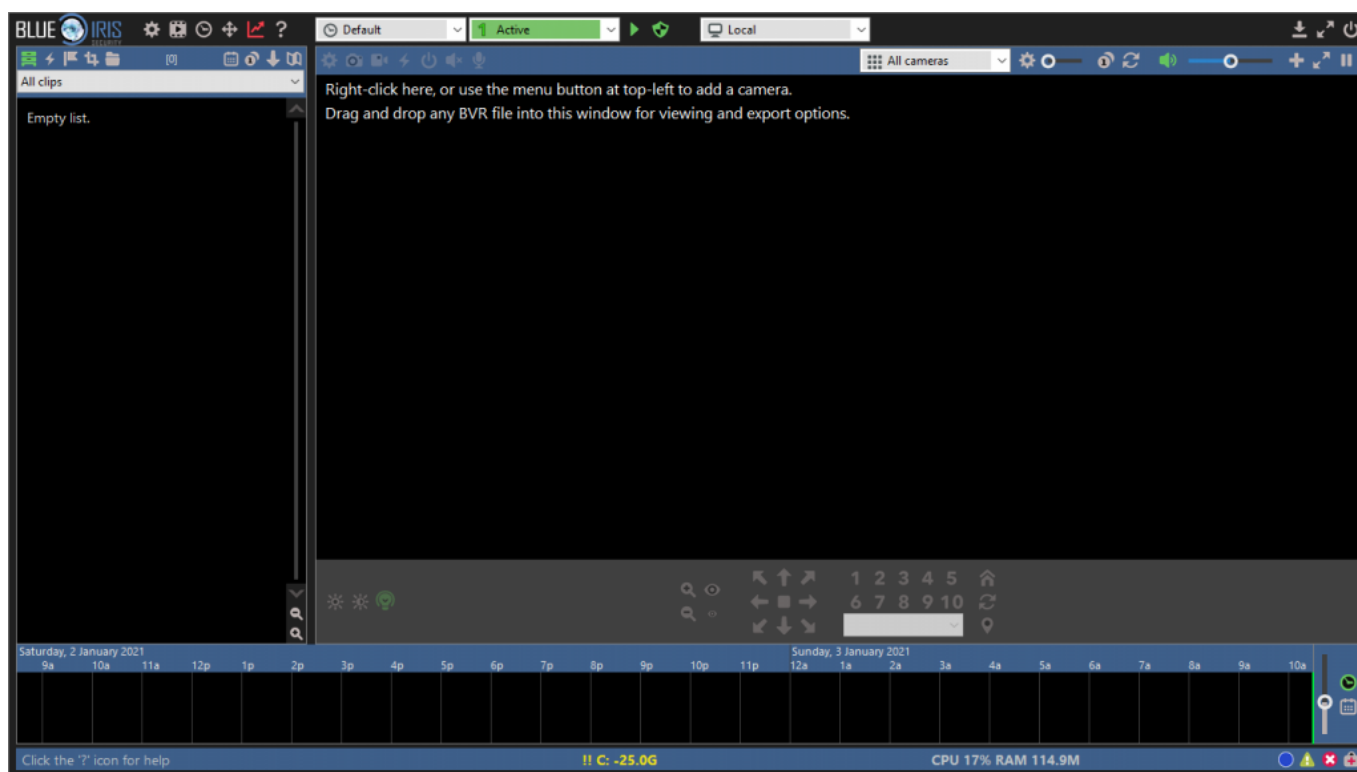 BLUE IRIS
SECURITY
?
Default
Active
Local
[0]
All cameras
All clips
Empty list.
Right-click here, or use the menu button at top-left to add a camera.
Drag and drop any BVR file into this window for viewing and export options.
1 2 3 4 5
6 7 8 9 10
Saturday, 2 January 2021
Sunday, 3 January 2021
9a 10a 11a 12p 1p 2p 3p 4p 5p 6p 7p 8p 9p 10p 11p 12a 1a 2a 3a 4a 5a 6a 7a 8a 9a 10a
Click the '?' icon for help
!! C: -25.0G
CPU 17% RAM 114.9M